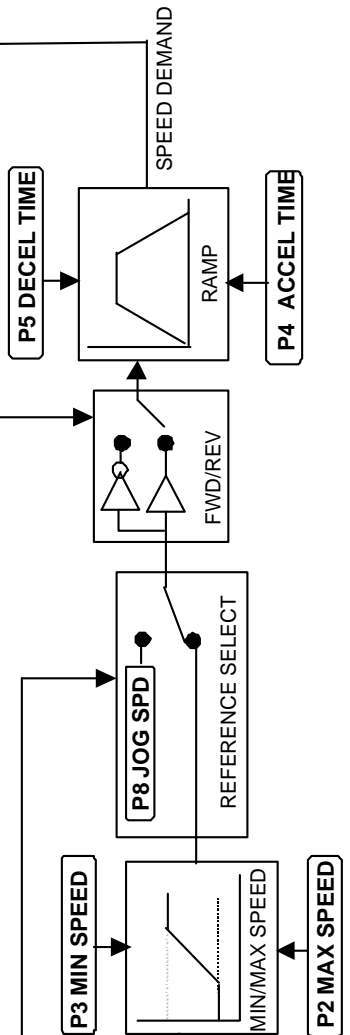 P3 MIN SPEED
MIN/MAX SPEED
P2 MAX SPEED
P8 JOG SPD
REFERENCE SELECT
FWD/REV
P5 DECEL TIME
RAMP
P4 ACCEL TIME
SPEED DEMAND